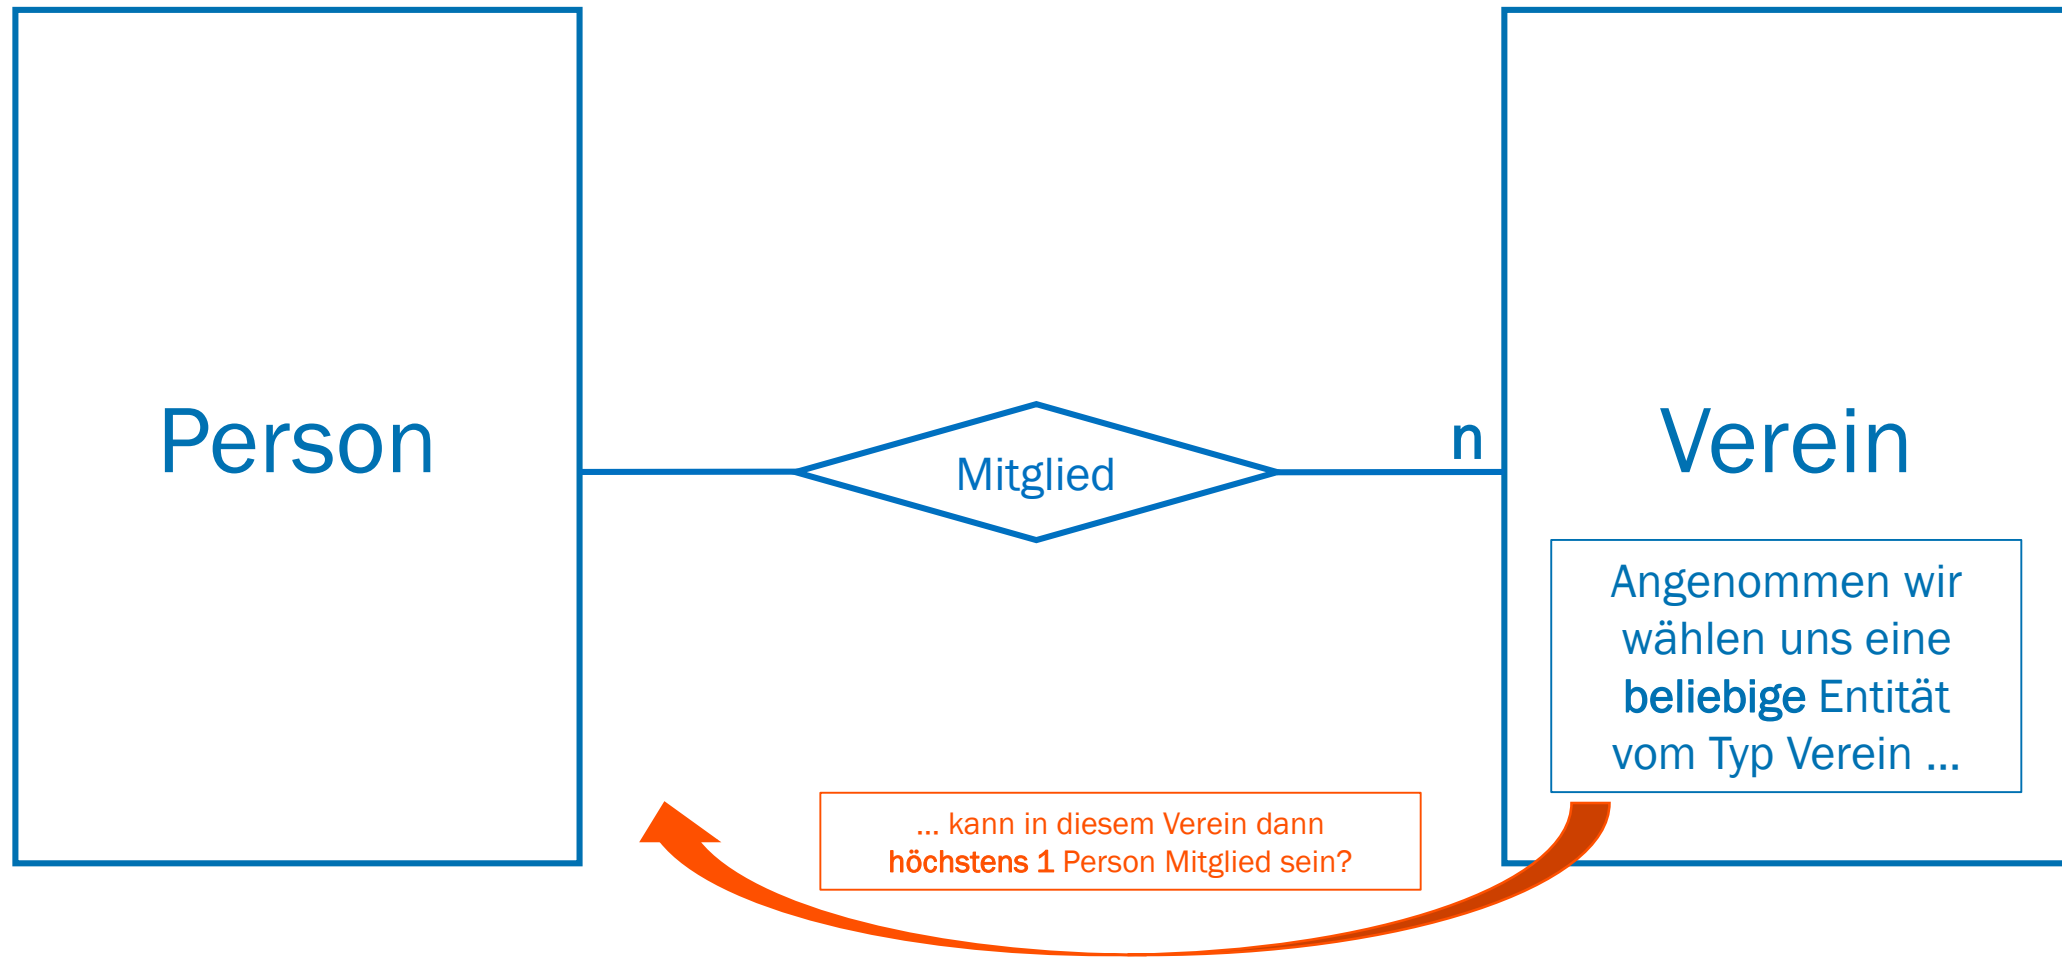 Person
Mitglied
n
Verein
Angenommen wir
wählen uns eine
beliebige Entität
vom Typ Verein ...
... kann in diesem Verein dann
höchstens 1 Person Mitglied sein?